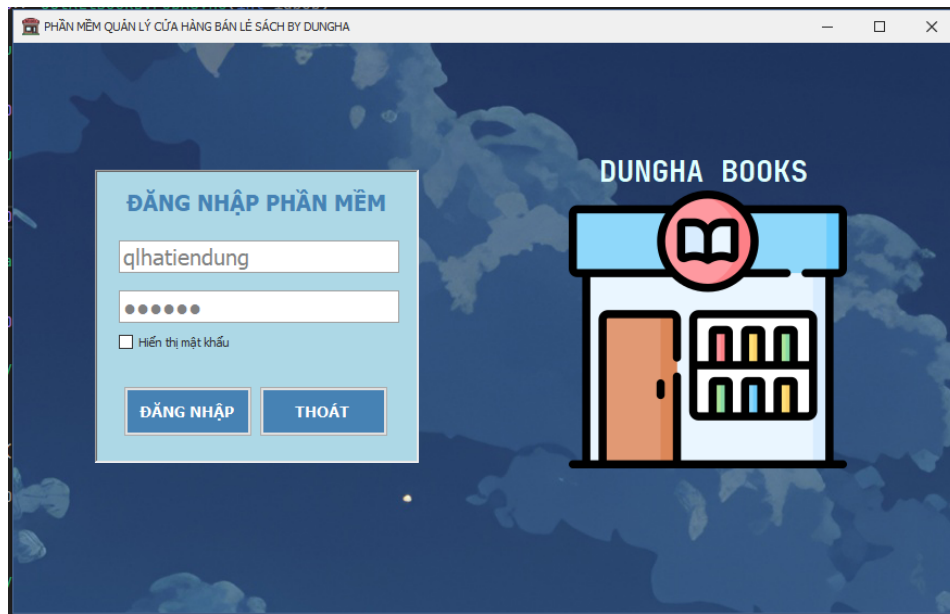 PHẦN MỀM QUẢN LÝ CỬA HÀNG BÁN LẺ SÁCH BY DUNGHA
DUNGHA BOOKS
ĐĂNG NHẬP PHẦN MỀM
qlhatiendung
●●●●●●
Hiển thị mật khẩu
ĐĂNG NHẬP
THOÁT